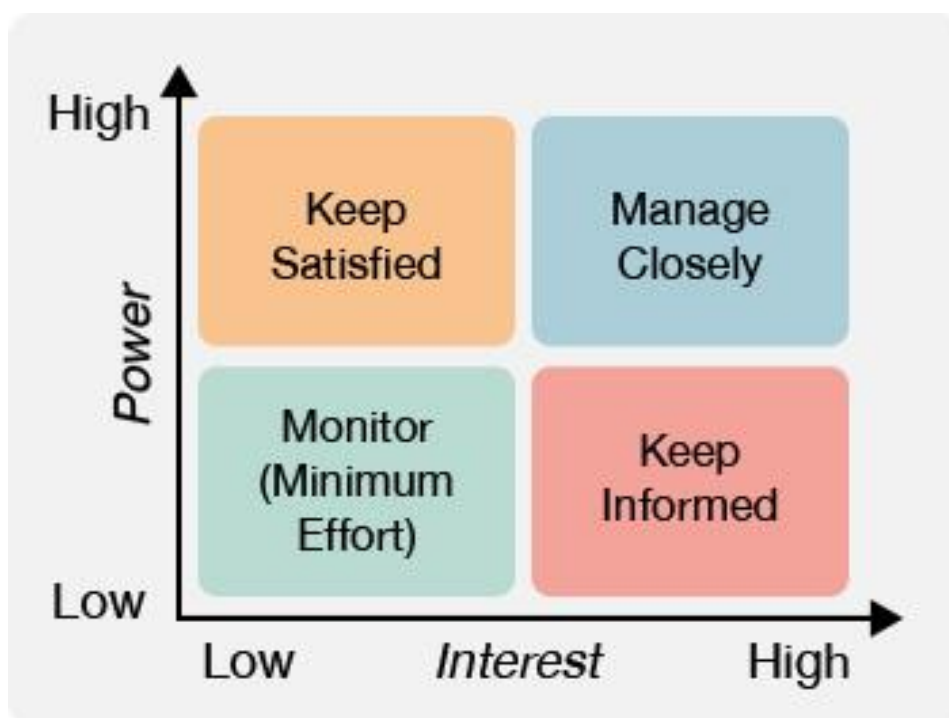 High
Keep
Satisfied
Manage
Closely
Power
Monitor
(Minimum
Effort)
Keep
Informed
Low
Low
Interest
High